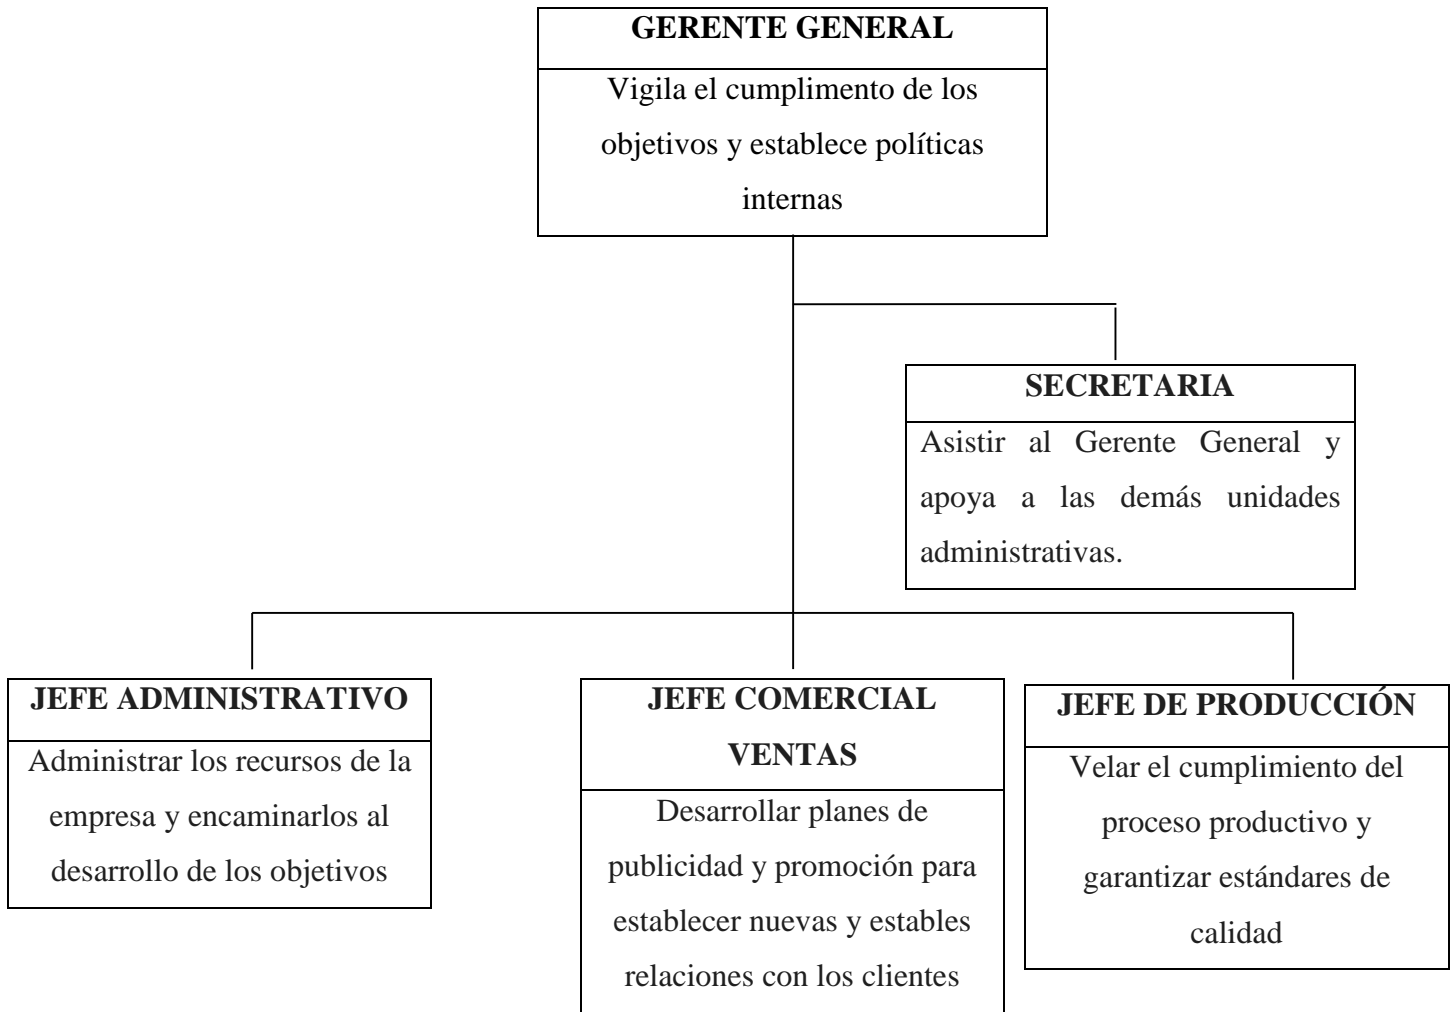 GERENTE GENERAL
Vigila el cumplimento de los
objetivos y establece políticas
internas
SECRETARIA
Asistir al Gerente General y
apoya a las demás unidades
administrativas.
JEFE ADMINISTRATIVO
Administrar los recursos de la
empresa y encaminarlos al
desarrollo de los objetivos
JEFE COMERCIAL
VENTAS
Desarrollar planes de
publicidad y promoción para
establecer nuevas y estables
relaciones con los clientes
JEFE DE PRODUCCIÓN
Velar el cumplimiento del
proceso productivo y
garantizar estándares de
calidad